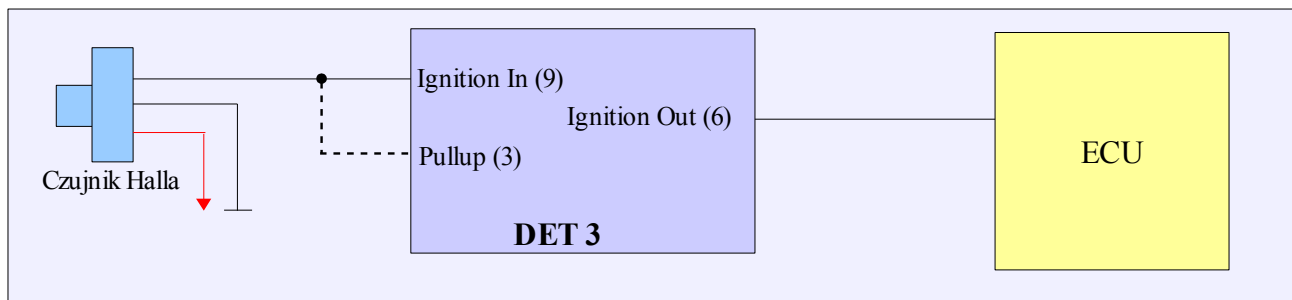 Ignition In (9)
Ignition Out (6)
Pullup (3)
Czujnik Halla
DET 3
ECU